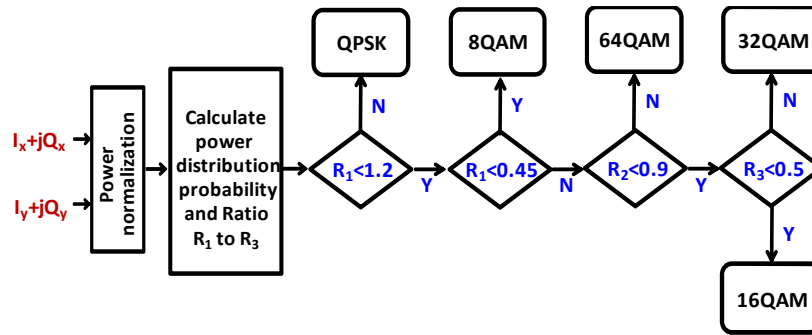 QPSK
8QAM
64QAM
32QAM
N
Y
N
N
Ix+jQx
Iy+jQy
Power
normalization
Calculate
power
distribution
probability
and Ratio
R1 to R3
R1<1.2
Y
R1<0.45
N
R2<0.9
Y
R3<0.5
Y
16QAM